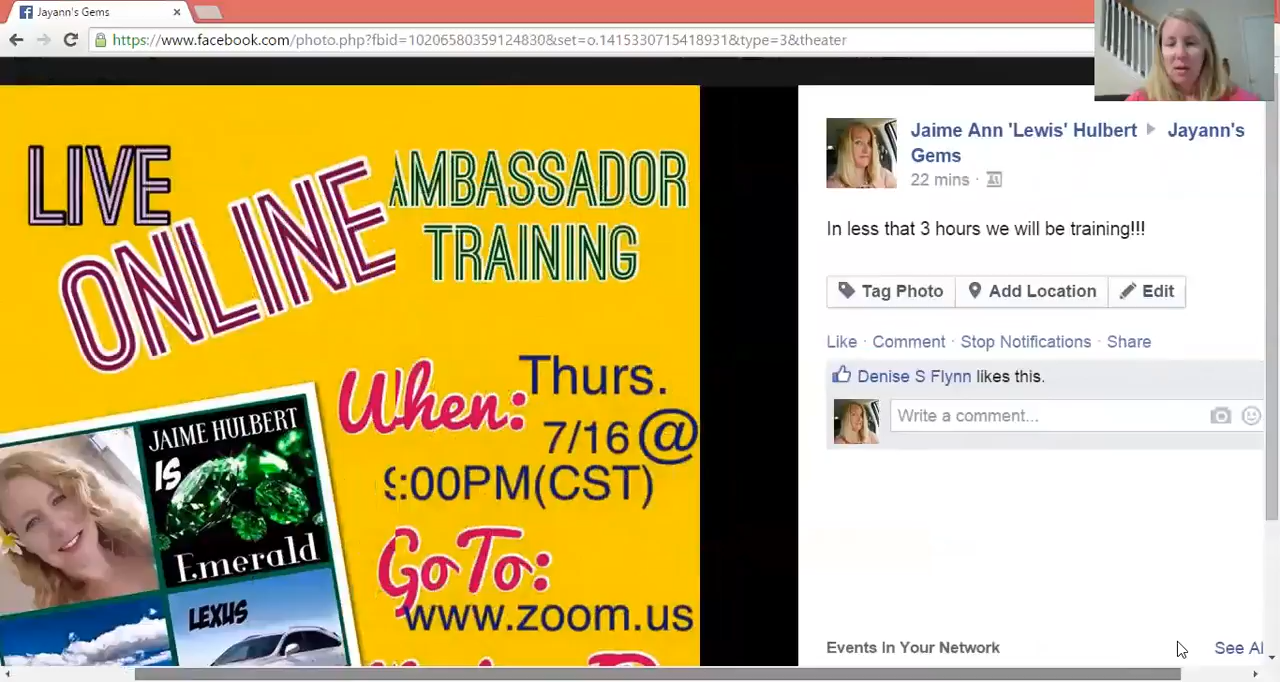 Jayann's Gems
https://www.facebook.com/photo.php?fbid=10206580359124830&set=o.1415330715418931&type=3&theater
LIVE
ONLINE
AMBASSADOR
TRAINING
When: Thurs.
7/16 @
9:00PM(CST)
Go To:
www.zoom.us
JAIME HULBERT
IS
Emerald
LEXUS
Jaime Ann 'Lewis' Hulbert Jayann's
Gems
22 mins ·
In less that 3 hours we will be training!!!
Tag Photo Add Location Edit
Like · Comment · Stop Notifications · Share
Denise S Flynn likes this.
Write a comment...
Events In Your Network See Al